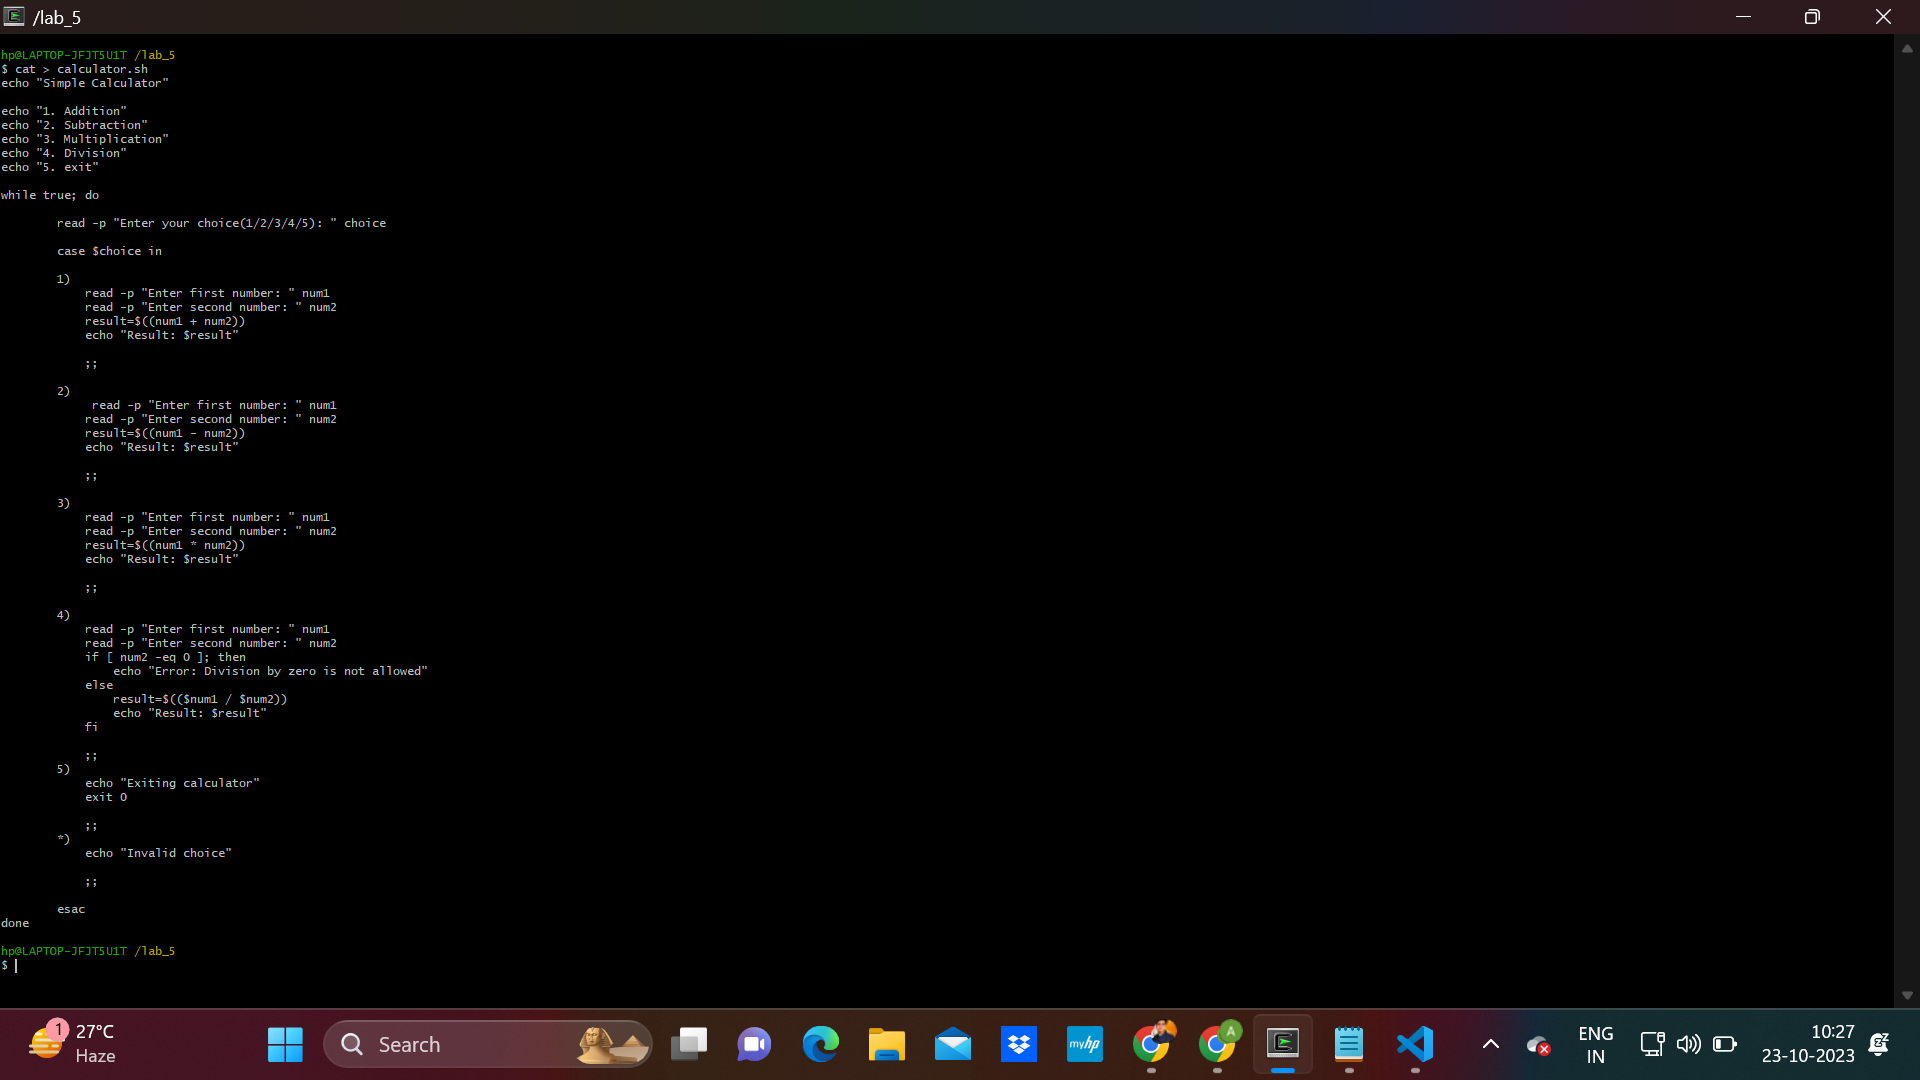 /lab_5
hp@LAPTOP-JFJT5U1T /lab_5
$ cat > calculator.sh
echo "Simple Calculator"
echo "1. Addition"
echo "2. Subtraction"
echo "3. Multiplication"
echo "4. Division"
echo "5. exit"
while true; do
read -p "Enter your choice(1/2/3/4/5): " choice
case $choice in
1)
read -p "Enter first number: " num1
read -p "Enter second number: " num2
result=$((num1 + num2))
echo "Result: $result"
;;
2)
read -p "Enter first number: " num1
read -p "Enter second number: " num2
result=$((num1 - num2))
echo "Result: $result"
;;
3)
read -p "Enter first number: " num1
read -p "Enter second number: " num2
result=$((num1 * num2))
echo "Result: $result"
;;
4)
read -p "Enter first number: " num1
read -p "Enter second number: " num2
if [ num2 -eq 0 ]; then
echo "Error: Division by zero is not allowed"
else
result=$(($num1 / $num2))
echo "Result: $result"
fi
;;
5)
echo "Exiting calculator"
exit 0
;;
*)
echo "Invalid choice"
;;
esac
done
hp@LAPTOP-JFJT5U1T /lab_5
$
1
27°C
Haze
Search
myhp
A
ENG
IN
10:27
23-10-2023